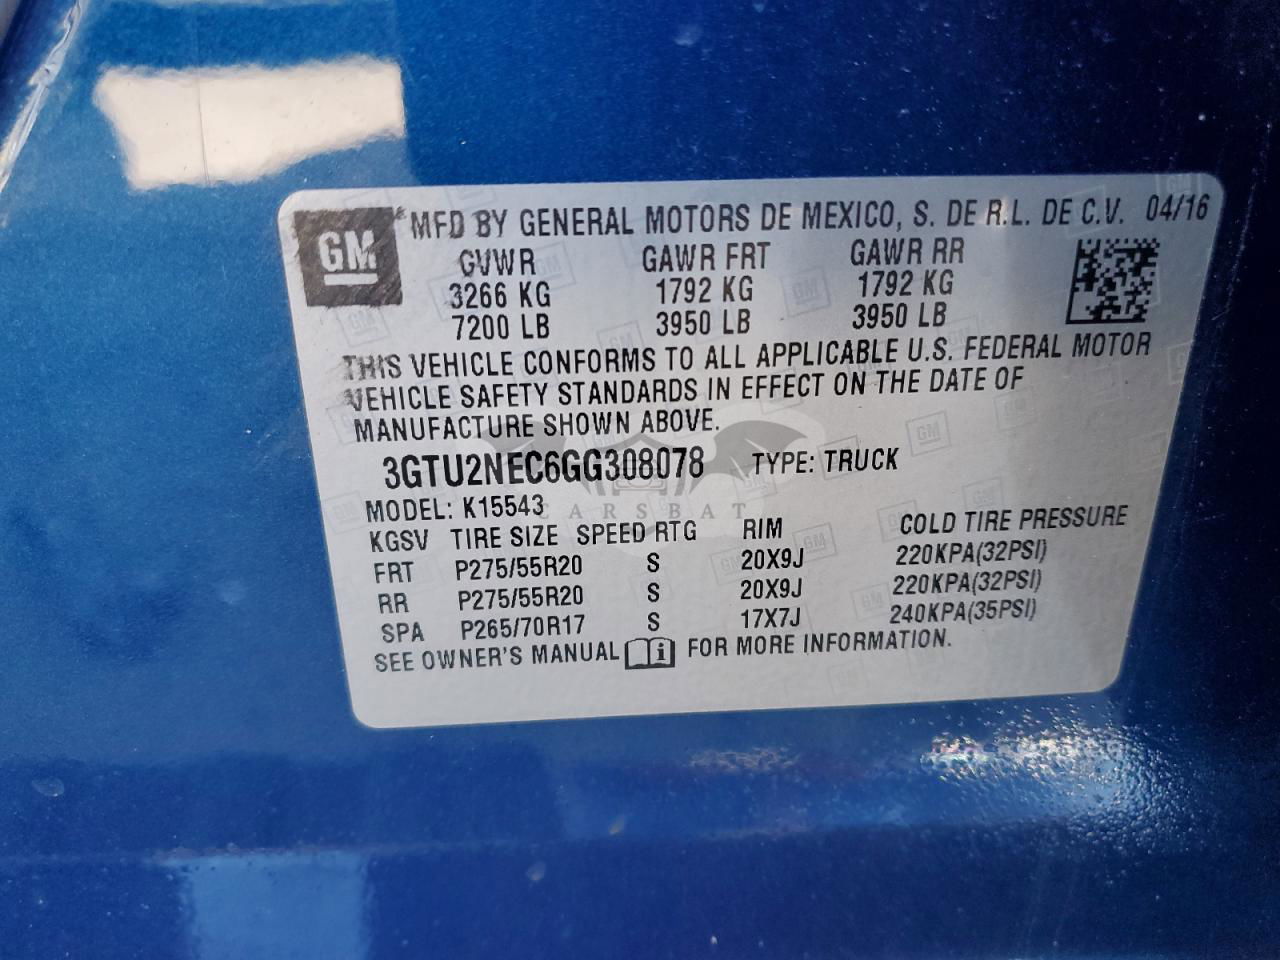 GM
MFD BY GENERAL MOTORS DE MEXICO, S. DE R.L. DE C.V. 04/16
GVWR GAWR FRT GAWR RR
3266 KG 1792 KG 1792 KG
7200 LB 3950 LB 3950 LB
THIS VEHICLE CONFORMS TO ALL APPLICABLE U.S. FEDERAL MOTOR
VEHICLE SAFETY STANDARDS IN EFFECT ON THE DATE OF
MANUFACTURE SHOWN ABOVE.
3GTU2NEC6GG308078 TYPE: TRUCK
MODEL: K15543
CARSBAT
KGSV TIRE SIZE SPEED RTG RIM COLD TIRE PRESSURE
FRT P275/55R20 S 20X9J 220KPA(32PSI)
RR P275/55R20 S 20X9J 220KPA(32PSI)
SPA P265/70R17 S 17X7J 240KPA(35PSI)
SEE OWNER'S MANUAL i FOR MORE INFORMATION.